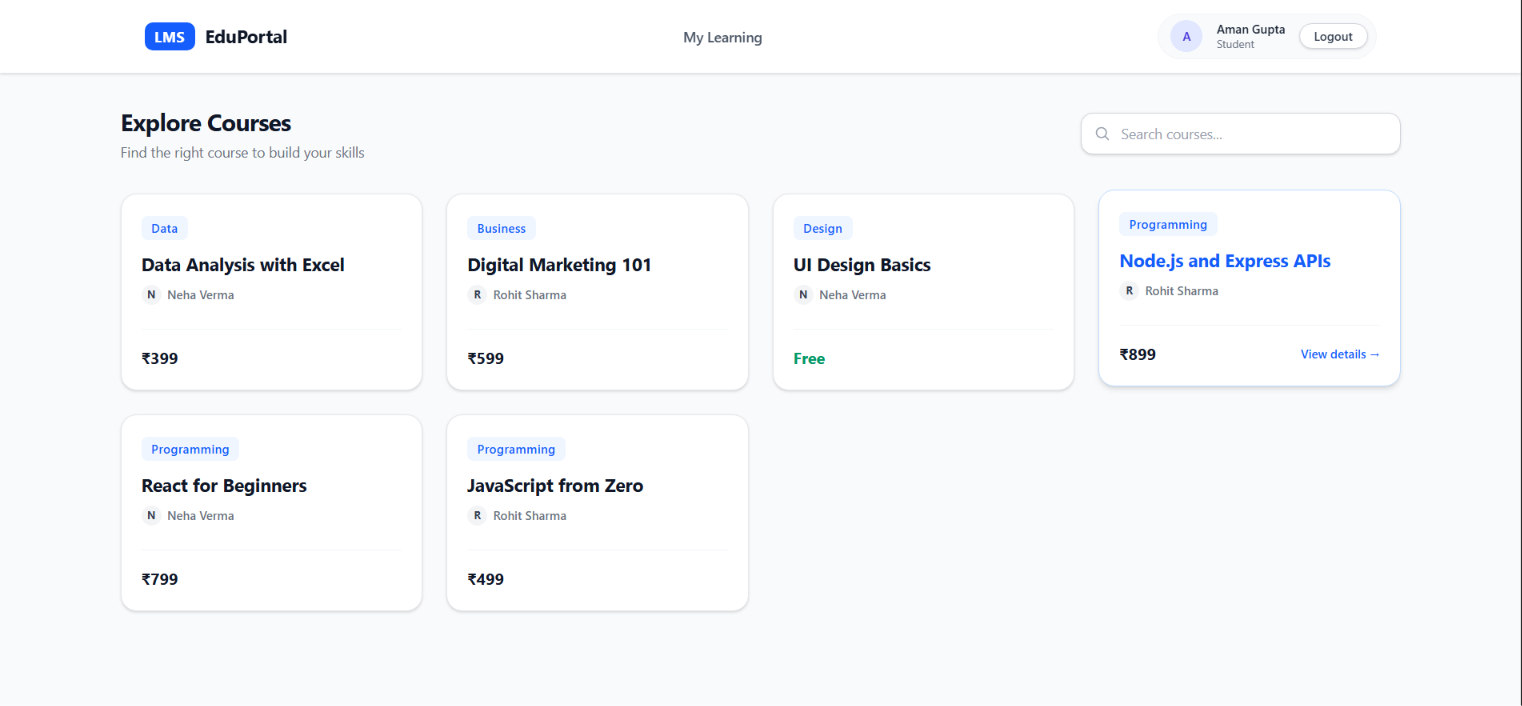 LMS EduPortal
My Learning
A
Aman Gupta
Student
Logout
Explore Courses
Find the right course to build your skills
Search courses...
Data
Data Analysis with Excel
N Neha Verma
₹399
Business
Digital Marketing 101
R Rohit Sharma
₹599
Design
UI Design Basics
N Neha Verma
Free
Programming
Node.js and Express APIs
R Rohit Sharma
₹899 View details →
Programming
React for Beginners
N Neha Verma
₹799
Programming
JavaScript from Zero
R Rohit Sharma
₹499